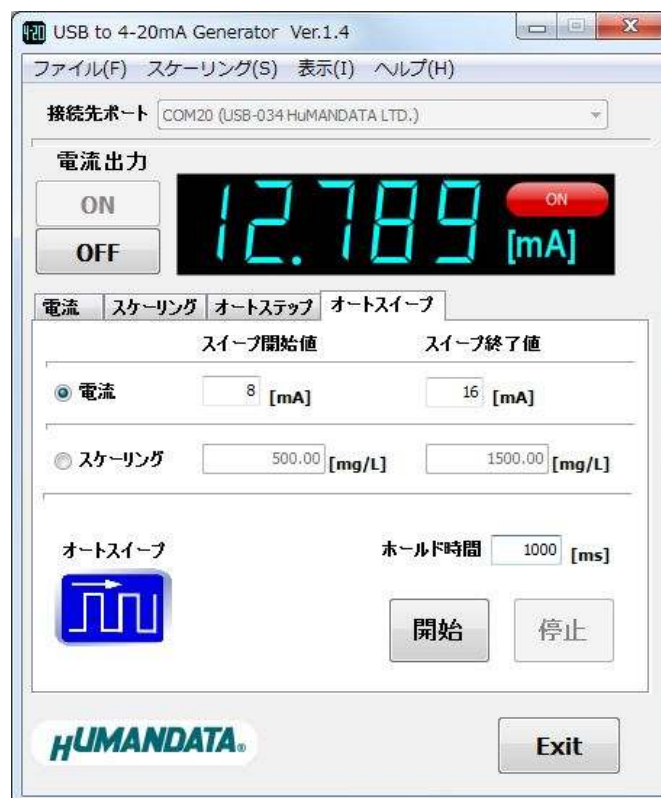 4-20 USB to 4-20mA Generator Ver.1.4
ファイル(F) スケーリング(S) 表示(I) ヘルプ(H)
接続先ポート COM20 (USB-034 HuMANDATA LTD.)
電流出力
ON
OFF
12.789 ON [mA]
電流 スケーリング オートステップ オートスイープ
スイープ開始値 スイープ終了値
電流 8 [mA] 16 [mA]
スケーリング 500.00 [mg/L] 1500.00 [mg/L]
オートスイープ ホールド時間 1000 [ms]
開始 停止
HUMANDATA® Exit